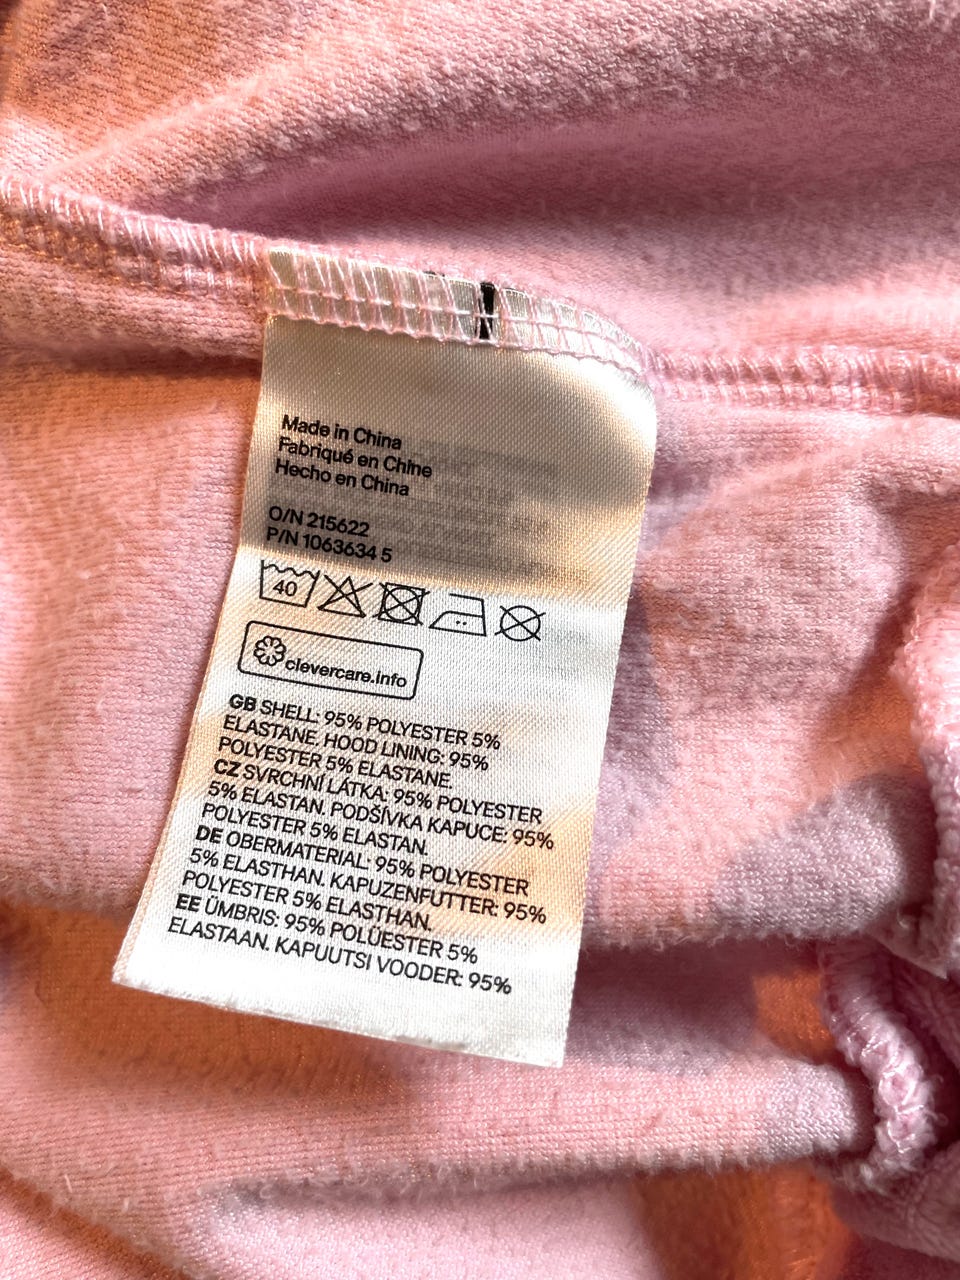 Made in China
Fabriqué en Chine
Hecho en China
O/N 215622
P/N 1063634 5
40
clevercare.info
GB SHELL: 95% POLYESTER 5%
ELASTANE. HOOD LINING: 95%
POLYESTER 5% ELASTANE.
CZ SVRCHNÍ LÁTKA: 95% POLYESTER
5% ELASTAN. PODŠÍVKA KAPUCE: 95%
POLYESTER 5% ELASTAN.
DE OBERMATERIAL: 95% POLYESTER
5% ELASTHAN. KAPUZENFUTTER: 95%
POLYESTER 5% ELASTHAN.
EE ÜMBRIS: 95% POLÜESTER 5%
ELASTAAN. KAPUUTSI VOODER: 95%